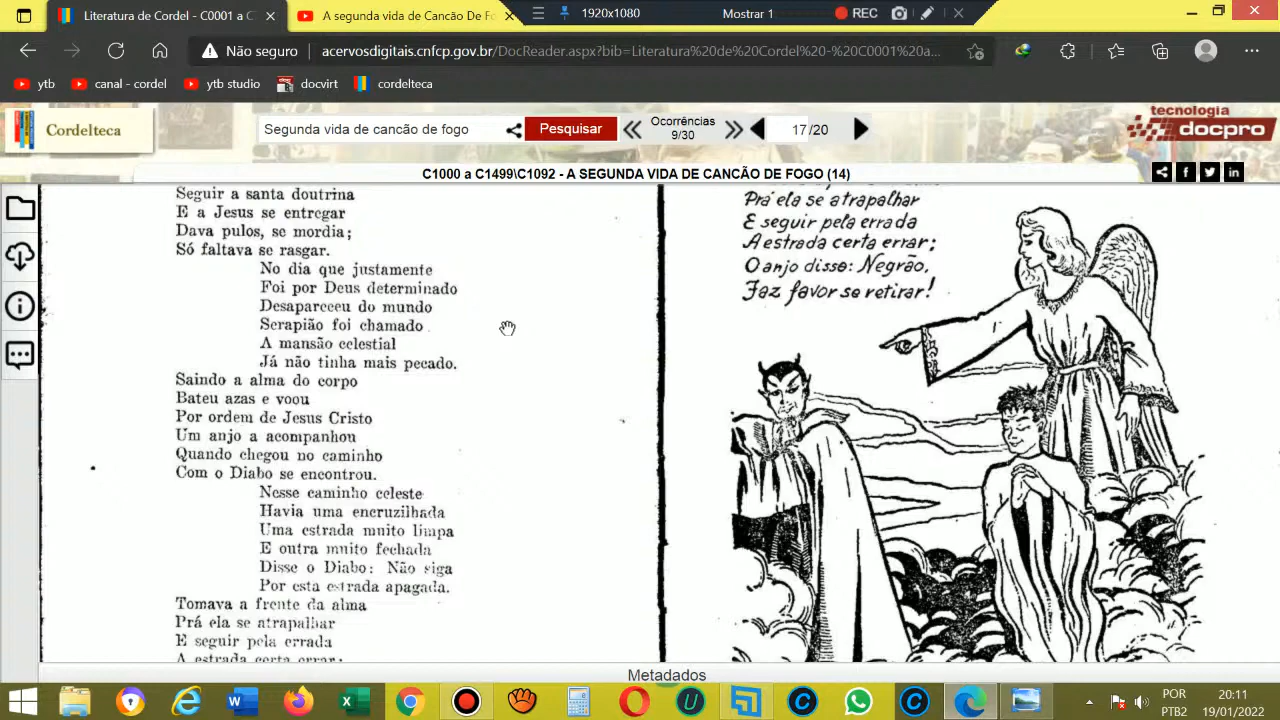 Literatura de Cordel - C0001 a C
A segunda vida de Cancão De Fo
1920x1080
Mostrar 1
REC
Não seguro
acervosdigitais.cnfcp.gov.br/DocReader.aspx?bib=Literatura%20de%20Cordel%20-%20C0001%20a...
ytb
canal - cordel
ytb studio
docvirt
cordelteca
Cordelteca
Segunda vida de cancão de fogo
Pesquisar
Ocorrências
9/30
17/20
tecnologia
docpro
C1000 a C1499\C1092 - A SEGUNDA VIDA DE CANCÃO DE FOGO (14)
Seguir a santa doutrina
E a Jesus se entregar
Dava pulos, se mordia;
Só faltava se rasgar.
No dia que justamente
Foi por Deus determinado
Desapareceu do mundo
Serapião foi chamado
A mansão celestial
Já não tinha mais pecado.
Saindo a alma do corpo
Bateu azas e voou
Por ordem de Jesus Cristo
Um anjo a acompanhou
Quando chegou no caminho
Com o Diabo se encontrou.
Nesse caminho celeste
Havia uma encruzilhada
Uma estrada muito limpa
E outra muito fechada
Disse o Diabo: Não siga
Por esta estrada apagada.
Tomava a frente da alma
Prá ela se atrapalhar
E seguir pela errada
A estrada certa errar;
Prá ela se atrapalhar
E seguir pela errada
A estrada certa errar;
O anjo disse: Negrão,
Faz favor se retirar!
Metadados
POR
PTB2
20:11
19/01/2022